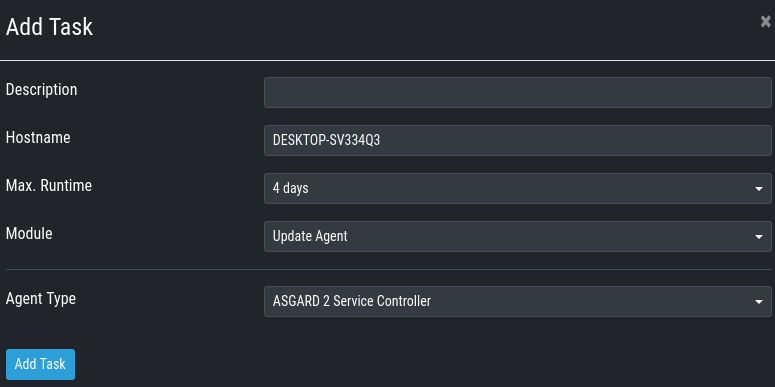 Add Task
×
Description
Hostname DESKTOP-SV334Q3
Max. Runtime 4 days
Module Update Agent
Agent Type ASGARD 2 Service Controller
Add Task